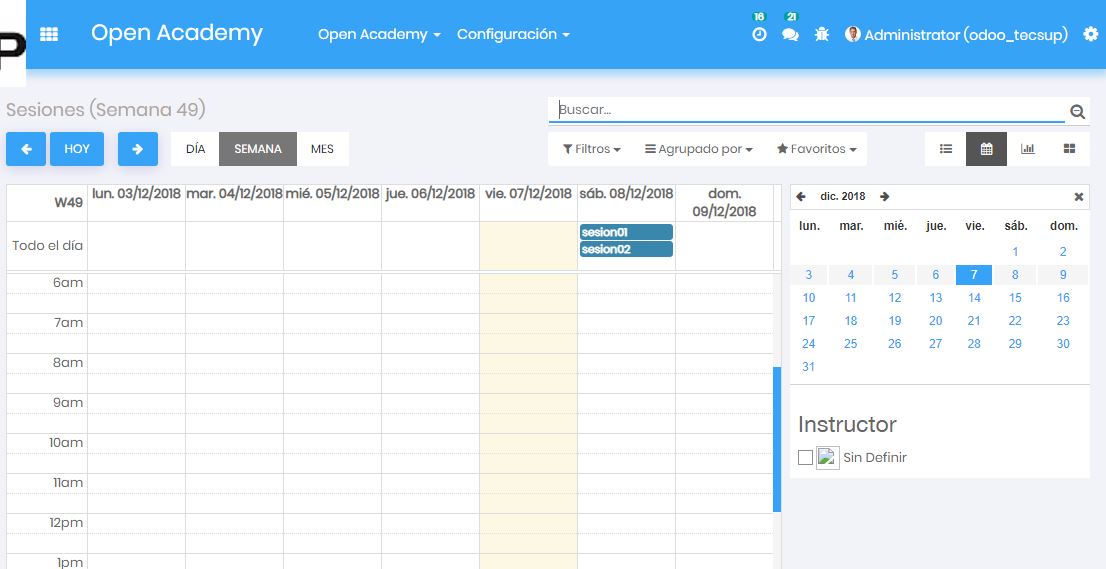 P
16
21
Open Academy
Open Academy
Configuración
Administrator (odoo_tecsup)
Sesiones (Semana 49)
Buscar...
HOY
DÍA
SEMANA
MES
Filtros
Agrupado por
Favoritos
W49
lun. 03/12/2018
mar. 04/12/2018
mié. 05/12/2018
jue. 06/12/2018
vie. 07/12/2018
sáb. 08/12/2018
dom.
09/12/2018
Todo el día
sesion01
sesion02
6am
7am
8am
9am
10am
11am
12pm
1pm
dic. 2018
lun. mar. mié. jue. vie. sáb. dom.
1 2
3 4 5 6 7 8 9
10 11 12 13 14 15 16
17 18 19 20 21 22 23
24 25 26 27 28 29 30
31
Instructor
Sin Definir